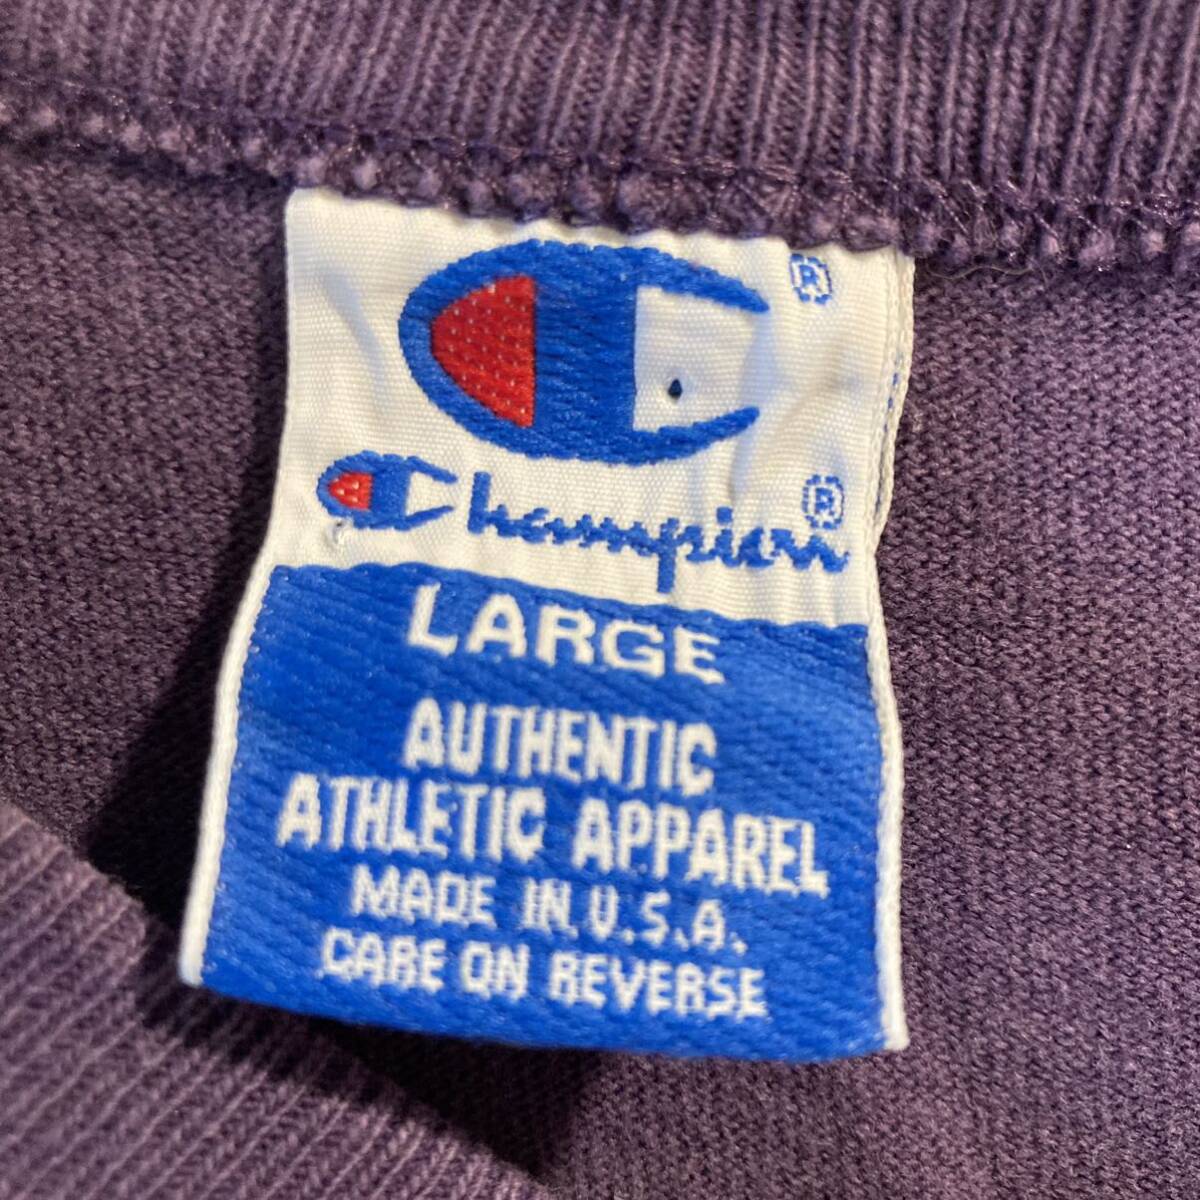 C®
Champion®
LARGE
AUTHENTIC
ATHLETIC APPAREL
MADE IN U.S.A.
CARE ON REVERSE